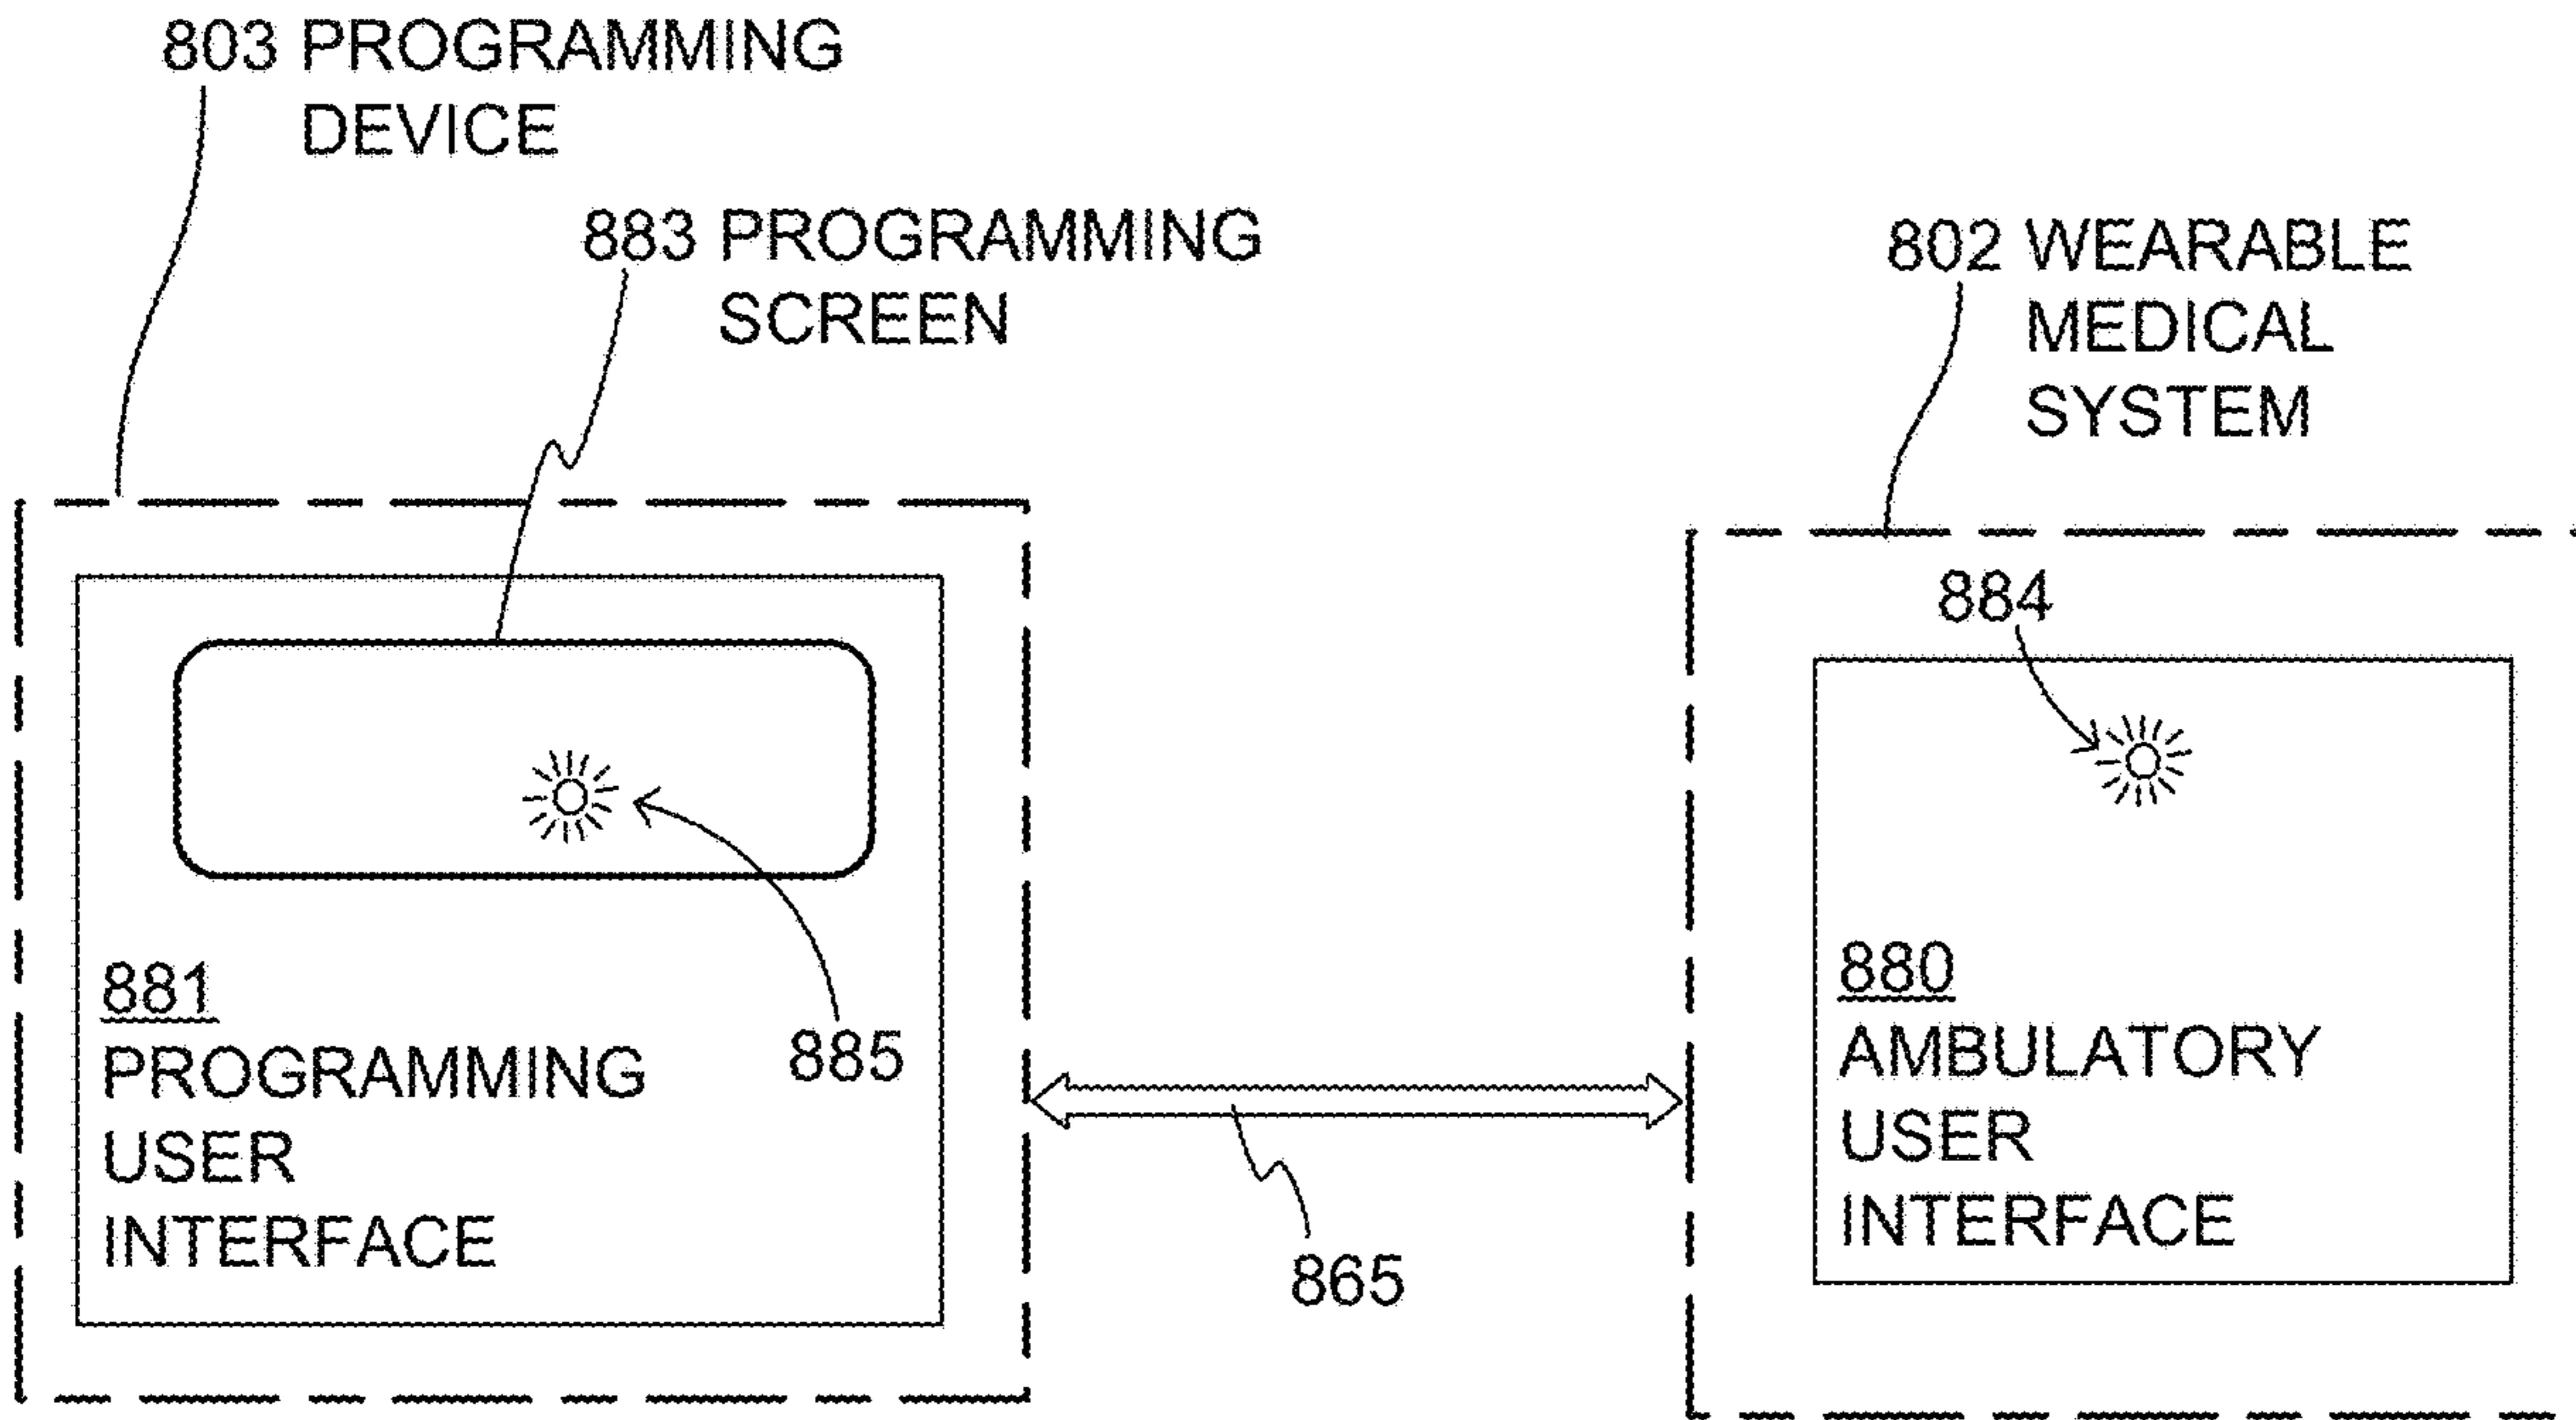 803 PROGRAMMING
DEVICE
883 PROGRAMMING
SCREEN
802 WEARABLE
MEDICAL
SYSTEM
884
881
PROGRAMMING
USER
INTERFACE
885
865
880
AMBULATORY
USER
INTERFACE